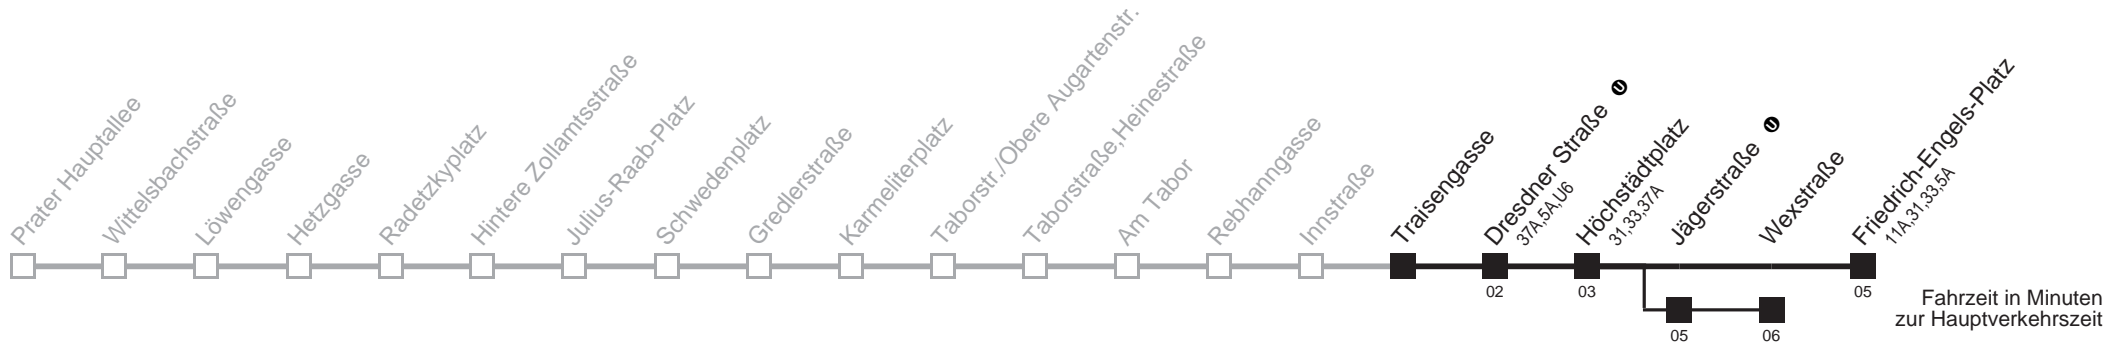 Prater Hauptallee
Wittelsbachstraße
Löwengasse
Hetzgasse
Radetzkyplatz
Hintere Zollamtsstraße
Julius-Raab-Platz
Schwedenplatz
Gredlerstraße
Karmeliterplatz
Taborstr./Obere Augartenstr.
Taborstraße,Heinestraße
Am Tabor
Rebhanngasse
Innstraße
Traisengasse
Dresdner Straße U
37A,5A,U6
Höchstädtplatz
31,33,37A
Jägerstraße U
Wexstraße
Friedrich-Engels-Platz
11A,31,33,5A
02
03
05
05
06
Fahrzeit in Minuten
zur Hauptverkehrszeit